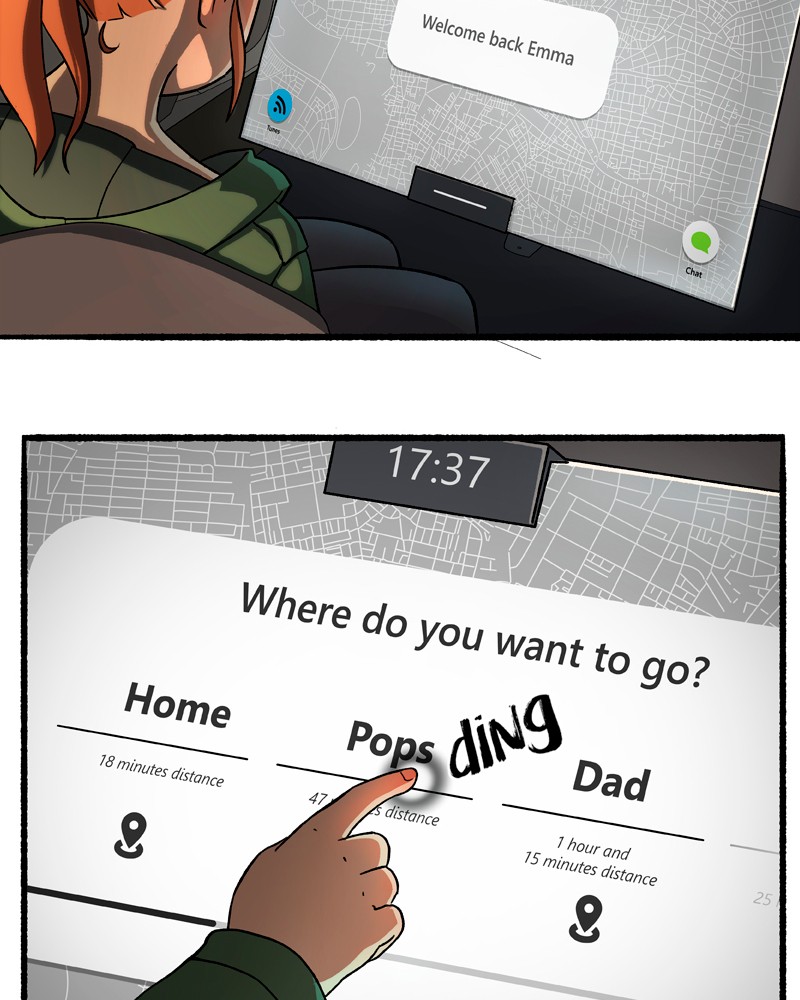 Welcome back Emma
Tunes
Chat
17:37
Where do you want to go?
Home
18 minutes distance
Pops
ding
47
distance
Dad
1 hour and
15 minutes distance
25